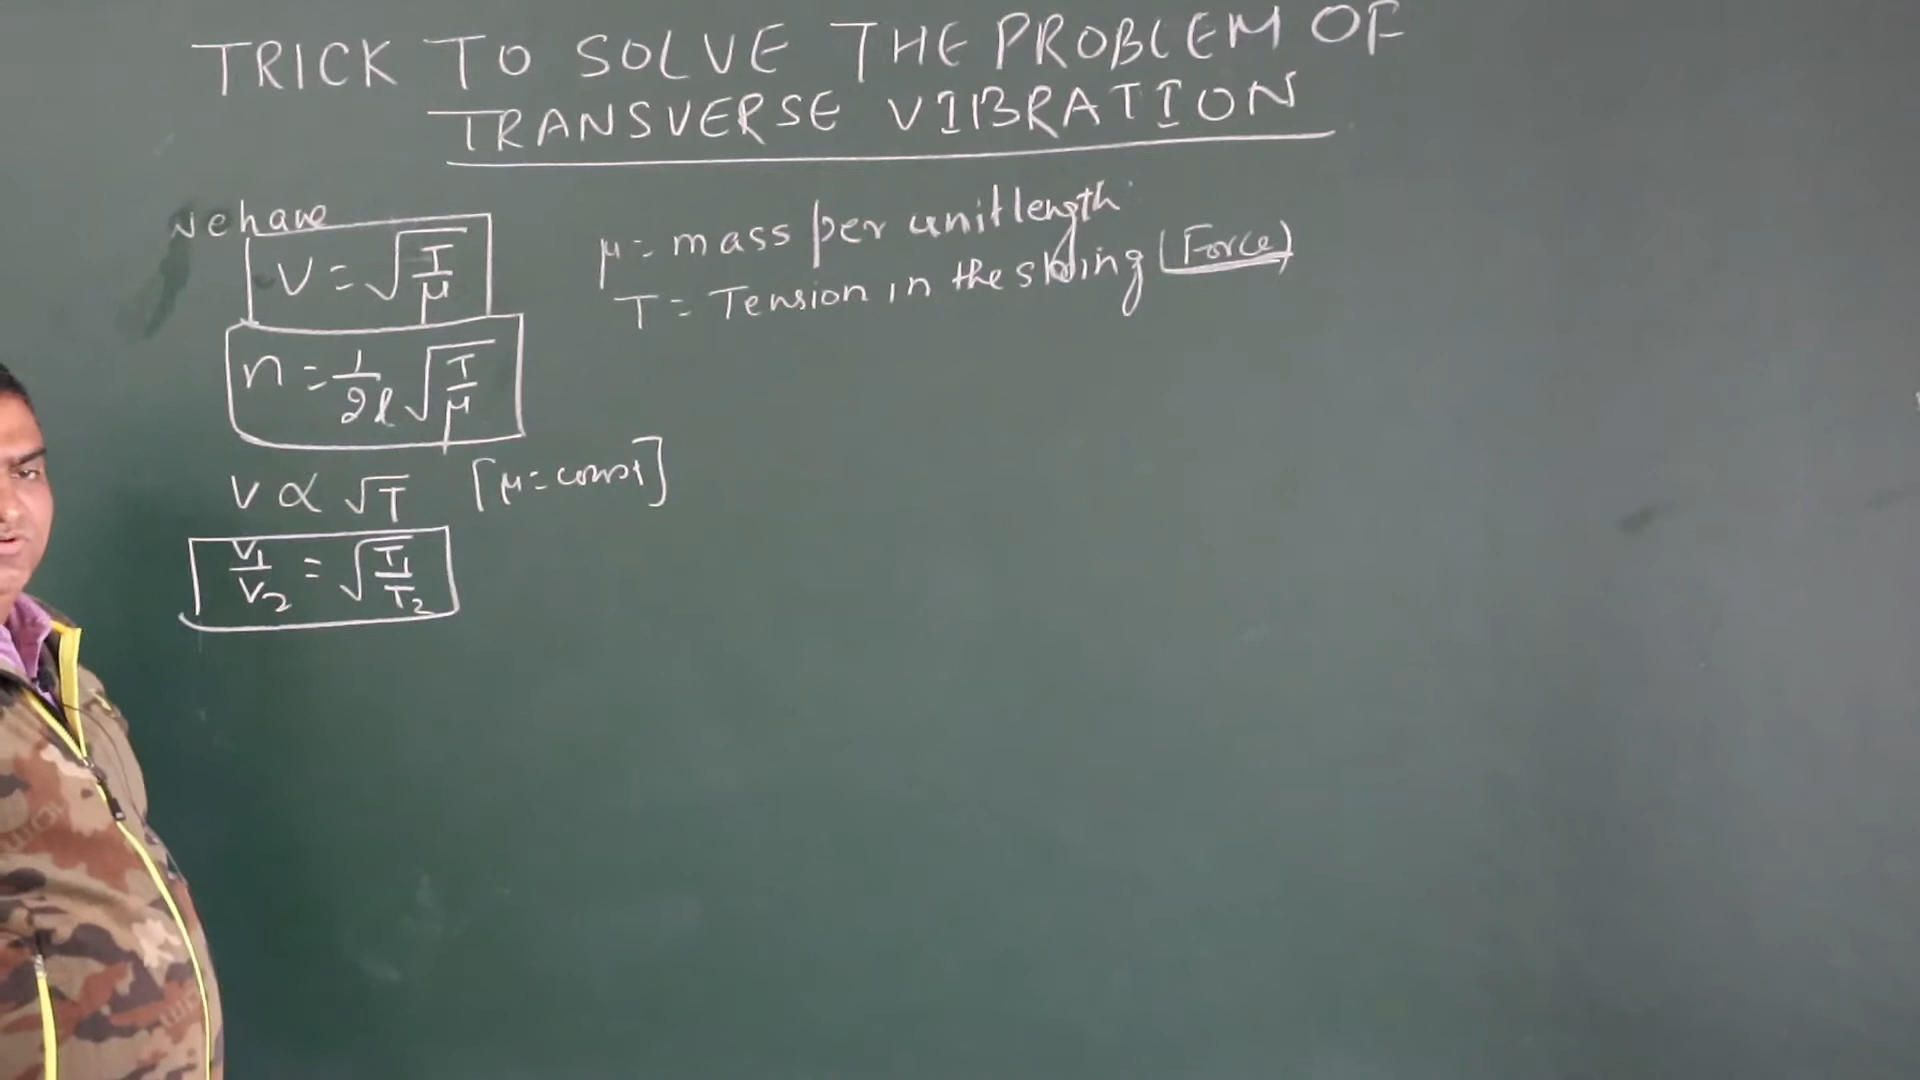 TRICK TO SOLVE THE PROBLEM OF
TRANSVERSE VIBRATION
We have
V = √(T/μ)
μ = mass per unit length
T = Tension in the string (Force)
n = 1/2l √(T/μ)
V ∝ √T [μ = const]
V₁/V₂ = √(T₁/T₂)